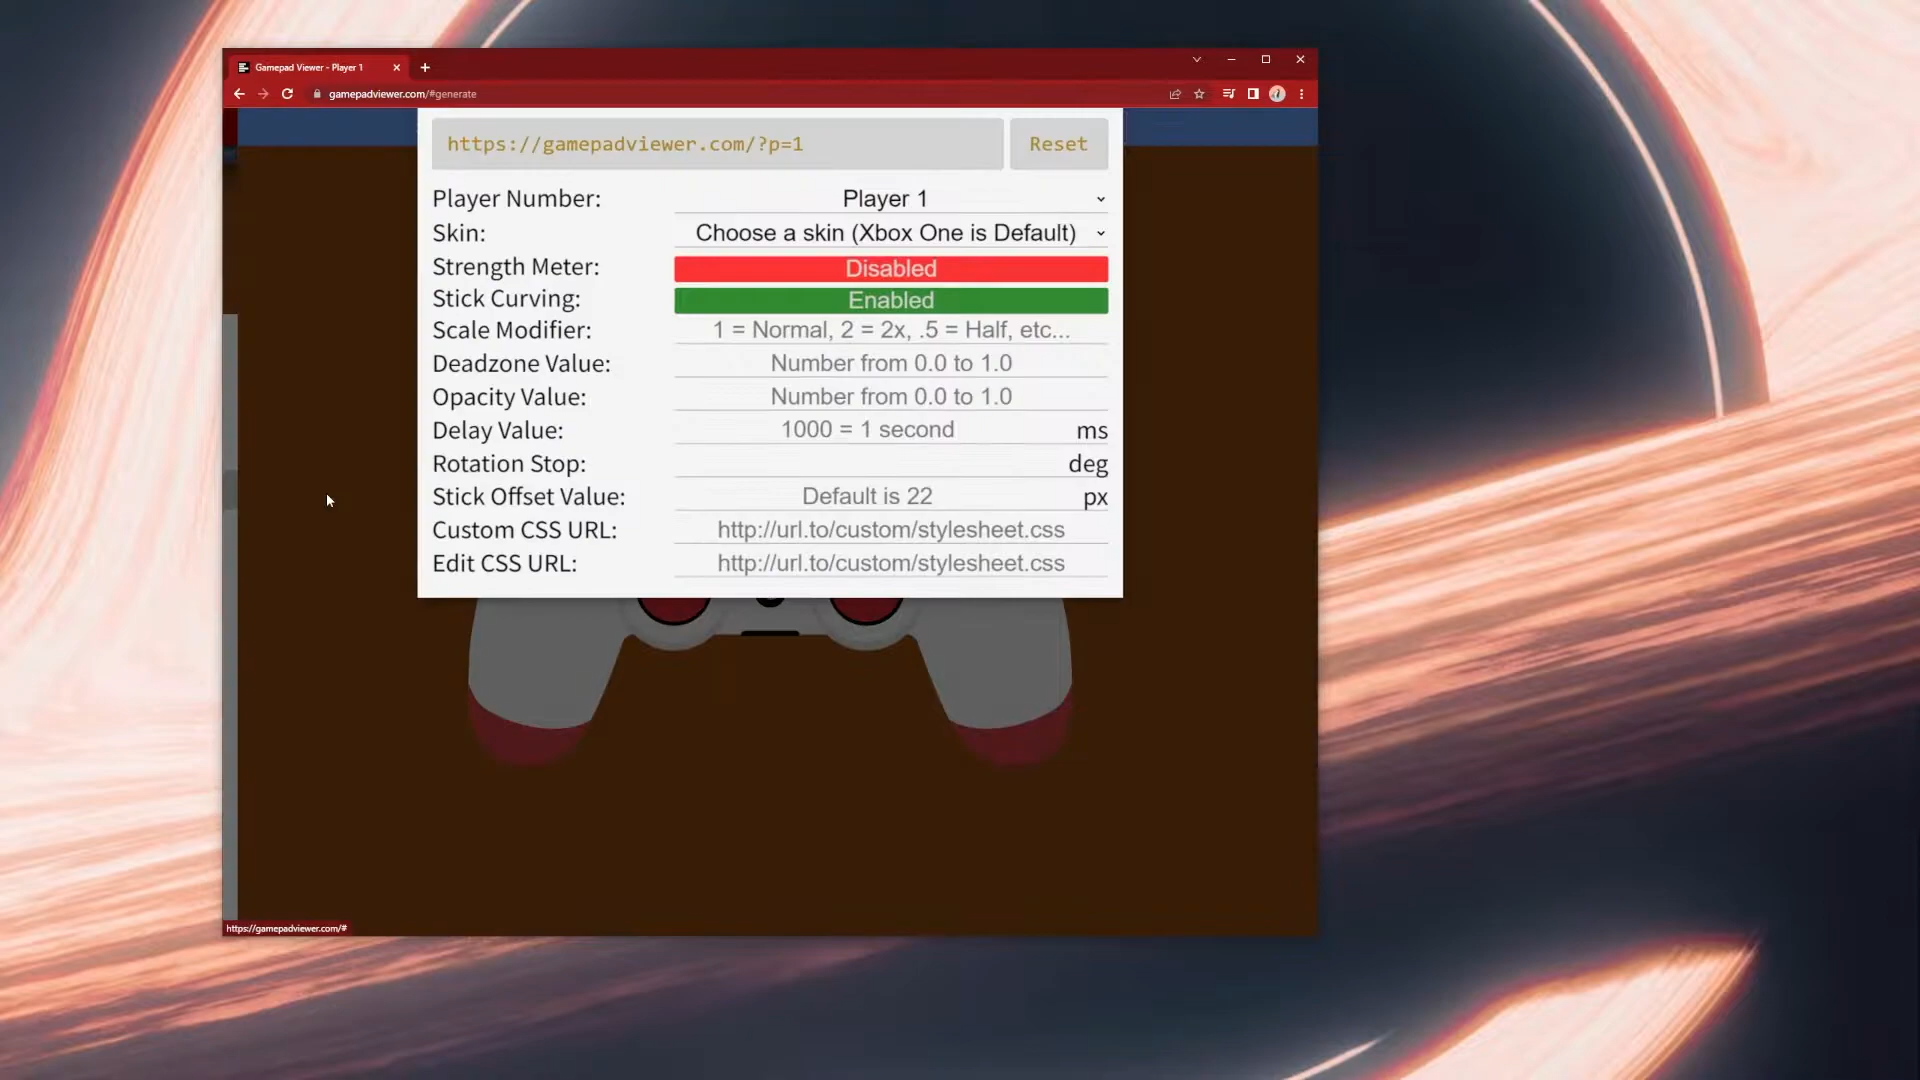 Gamepad Viewer - Player 1
gamepadviewer.com/#generate
https://gamepadviewer.com/?p=1 Reset
Player Number: Player 1
Skin: Choose a skin (Xbox One is Default)
Strength Meter: Disabled
Stick Curving: Enabled
Scale Modifier: 1 = Normal, 2 = 2x, .5 = Half, etc...
Deadzone Value: Number from 0.0 to 1.0
Opacity Value: Number from 0.0 to 1.0
Delay Value: 1000 = 1 second ms
Rotation Stop: deg
Stick Offset Value: Default is 22 px
Custom CSS URL: http://url.to/custom/stylesheet.css
Edit CSS URL: http://url.to/custom/stylesheet.css
https://gamepadviewer.com/#